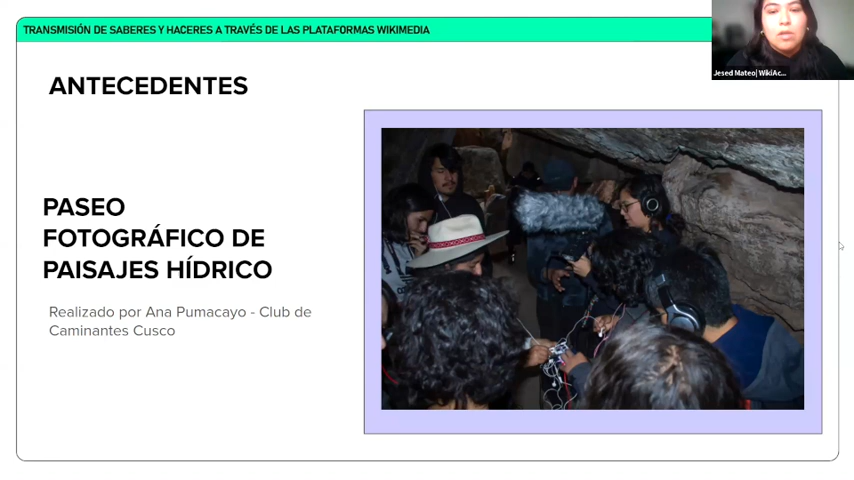 TRANSMISIÓN DE SABERES Y HACERES A TRAVÉS DE LAS PLATAFORMAS WIKIMEDIA
Jesed Mateo| WikiAc...
ANTECEDENTES
PASEO
FOTOGRÁFICO DE
PAISAJES HÍDRICO
Realizado por Ana Pumacayo - Club de
Caminantes Cusco